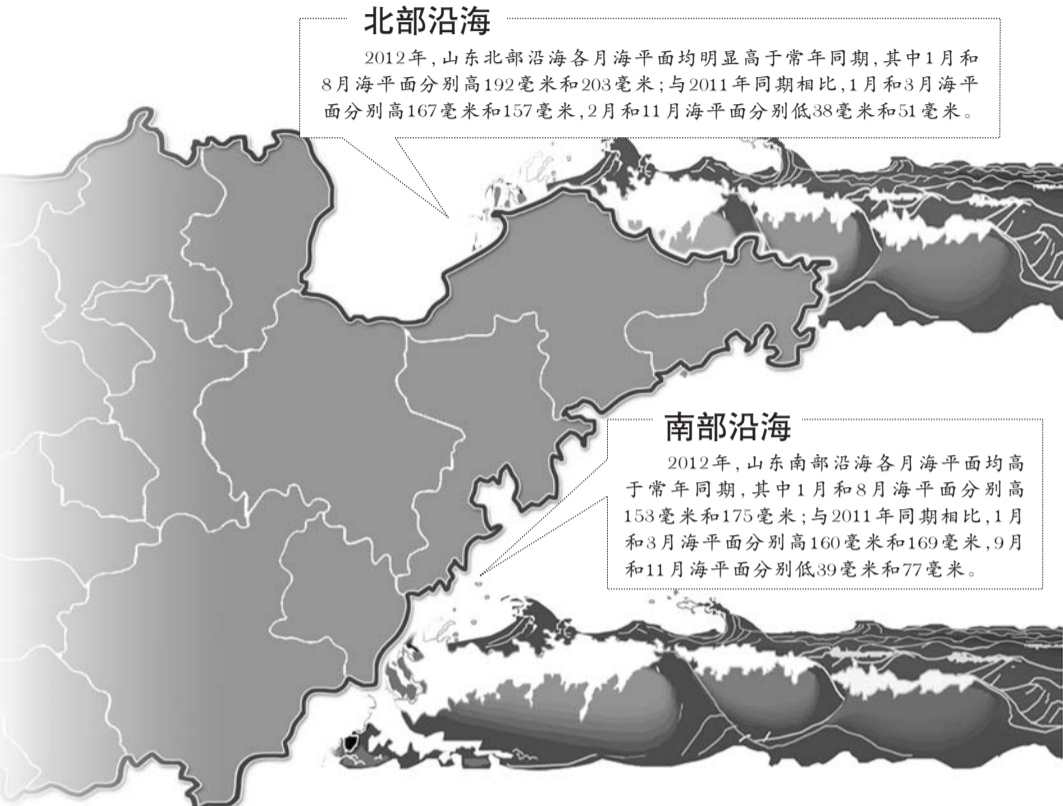 北部沿海
2012年,山东北部沿海各月海平面均明显高于常年同期,其中1月和
8月海平面分别高192毫米和203毫米;与2011年同期相比,1月和3月海平
面分别高167毫米和157毫米,2月和11月海平面分别低38毫米和51毫米。
南部沿海
2012年,山东南部沿海各月海平面均高
于常年同期,其中1月和8月海平面分别高
153毫米和175毫米;与2011年同期相比,1月
和3月海平面分别高160毫米和169毫米,9月
和11月海平面分别低39毫米和77毫米。